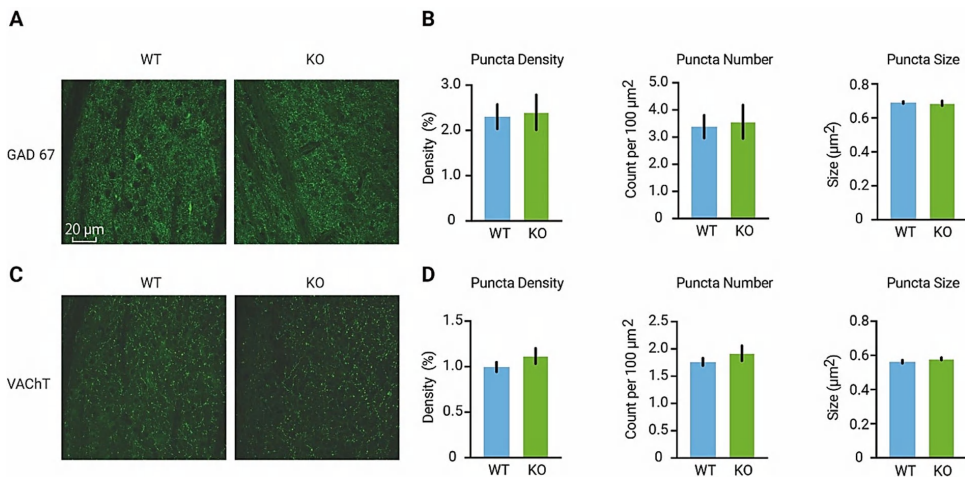 A
WT
KO
GAD 67
20 µm
B
Puncta Density
Density (%)
3.0
2.0
1.0
0
WT
KO
Puncta Number
Count per 100 µm2
5.0
4.0
3.0
2.0
1.0
0
WT
KO
Puncta Size
Size (µm2)
0.8
0.6
0.4
0.2
0
WT
KO
C
WT
KO
VAChT
D
Puncta Density
Density (%)
1.5
1.0
0.5
0
WT
KO
Puncta Number
Count per 100 µm2
2.5
2.0
1.5
1.0
0.5
0.0
WT
KO
Puncta Size
Size (µm2)
0.8
0.6
0.4
0.2
0
WT
KO